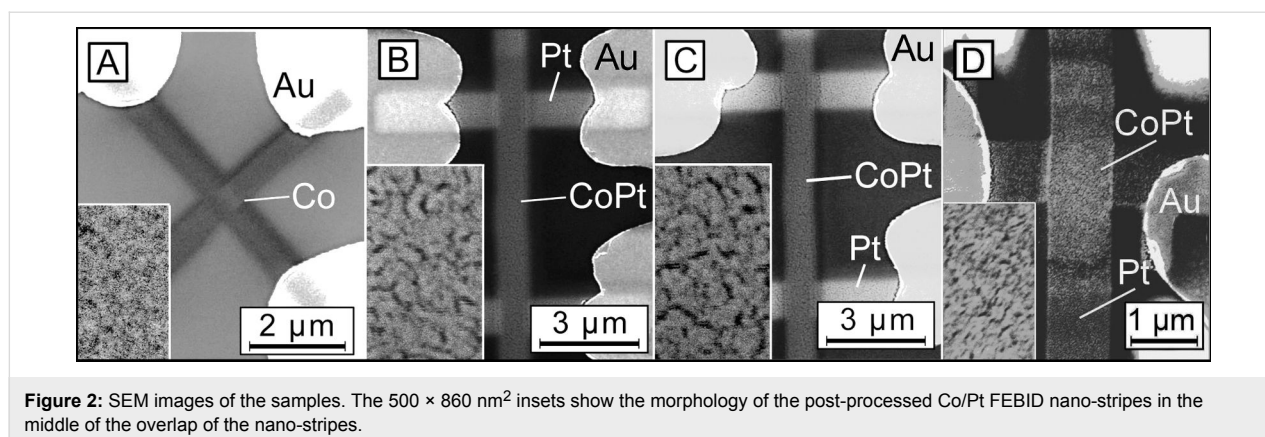 A
Au
Co
2 µm
B
Pt
Au
CoPt
3 µm
C
Au
CoPt
Pt
3 µm
D
CoPt
Au
Pt
1 µm
Figure 2: SEM images of the samples. The 500 × 860 nm² insets show the morphology of the post-processed Co/Pt FEBID nano-stripes in the
middle of the overlap of the nano-stripes.